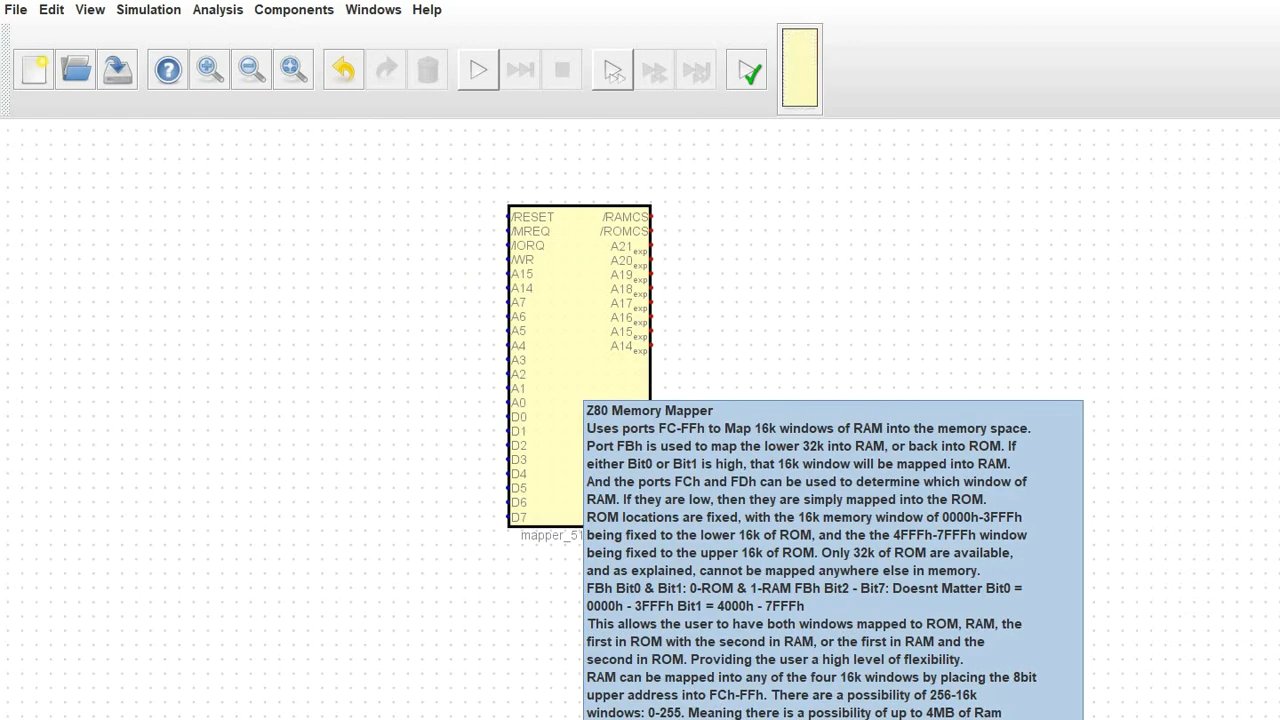 File Edit View Simulation Analysis Components Windows Help
/RESET /RAMCS
/MREQ /ROMCS
/IORQ A21exp
/WR A20exp
A15 A19exp
A14 A18exp
A7 A17exp
A6 A16exp
A5 A15exp
A4 A14exp
A3
A2
A1
A0
D0
D1
D2
D3
D4
D5
D6
D7
mapper_51
Z80 Memory Mapper
Uses ports FC-FFh to Map 16k windows of RAM into the memory space.
Port FBh is used to map the lower 32k into RAM, or back into ROM. If
either Bit0 or Bit1 is high, that 16k window will be mapped into RAM.
And the ports FCh and FDh can be used to determine which window of
RAM. If they are low, then they are simply mapped into the ROM.
ROM locations are fixed, with the 16k memory window of 0000h-3FFFh
being fixed to the lower 16k of ROM, and the the 4FFFh-7FFFh window
being fixed to the upper 16k of ROM. Only 32k of ROM are available,
and as explained, cannot be mapped anywhere else in memory.
FBh Bit0 & Bit1: 0-ROM & 1-RAM FBh Bit2 - Bit7: Doesnt Matter Bit0 =
0000h - 3FFFh Bit1 = 4000h - 7FFFh
This allows the user to have both windows mapped to ROM, RAM, the
first in ROM with the second in RAM, or the first in RAM and the
second in ROM. Providing the user a high level of flexibility.
RAM can be mapped into any of the four 16k windows by placing the 8bit
upper address into FCh-FFh. There are a possibility of 256-16k
windows: 0-255. Meaning there is a possibility of up to 4MB of Ram